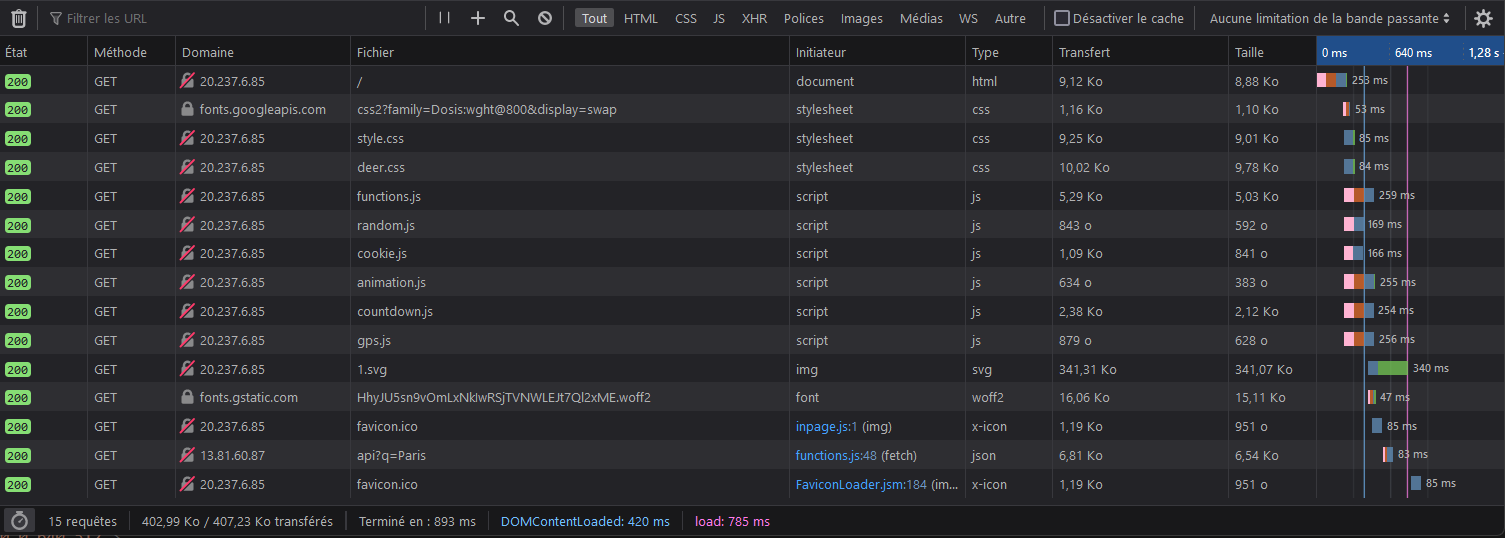 Filtrer les URL Tout HTML CSS JS XHR Polices Images Médias WS Autre Désactiver le cache Aucune limitation de la bande passante
État Méthode Domaine Fichier Initiateur Type Transfert Taille 0 ms 640 ms 1,28 s
200 GET 20.237.6.85 / document html 9,12 Ko 8,88 Ko 253 ms
200 GET fonts.googleapis.com css2?family=Dosis:wght@800&display=swap stylesheet css 1,16 Ko 1,10 Ko 53 ms
200 GET 20.237.6.85 style.css stylesheet css 9,25 Ko 9,01 Ko 85 ms
200 GET 20.237.6.85 deer.css stylesheet css 10,02 Ko 9,78 Ko 84 ms
200 GET 20.237.6.85 functions.js script js 5,29 Ko 5,03 Ko 259 ms
200 GET 20.237.6.85 random.js script js 843 o 592 o 169 ms
200 GET 20.237.6.85 cookie.js script js 1,09 Ko 841 o 166 ms
200 GET 20.237.6.85 animation.js script js 634 o 383 o 255 ms
200 GET 20.237.6.85 countdown.js script js 2,38 Ko 2,12 Ko 254 ms
200 GET 20.237.6.85 gps.js script js 879 o 628 o 256 ms
200 GET 20.237.6.85 1.svg img svg 341,31 Ko 341,07 Ko 340 ms
200 GET fonts.gstatic.com HhyJU5sn9vOmLxNkIwRSjTVNWLEJt7Ql2xME.woff2 font woff2 16,06 Ko 15,11 Ko 47 ms
200 GET 20.237.6.85 favicon.ico inpage.js:1 (img) x-icon 1,19 Ko 951 o 85 ms
200 GET 13.81.60.87 api?q=Paris functions.js:48 (fetch) json 6,81 Ko 6,54 Ko 83 ms
200 GET 20.237.6.85 favicon.ico FaviconLoader.jsm:184 (im... x-icon 1,19 Ko 951 o 85 ms
15 requêtes 402,99 Ko / 407,23 Ko transférés Terminé en : 893 ms DOMContentLoaded: 420 ms load: 785 ms